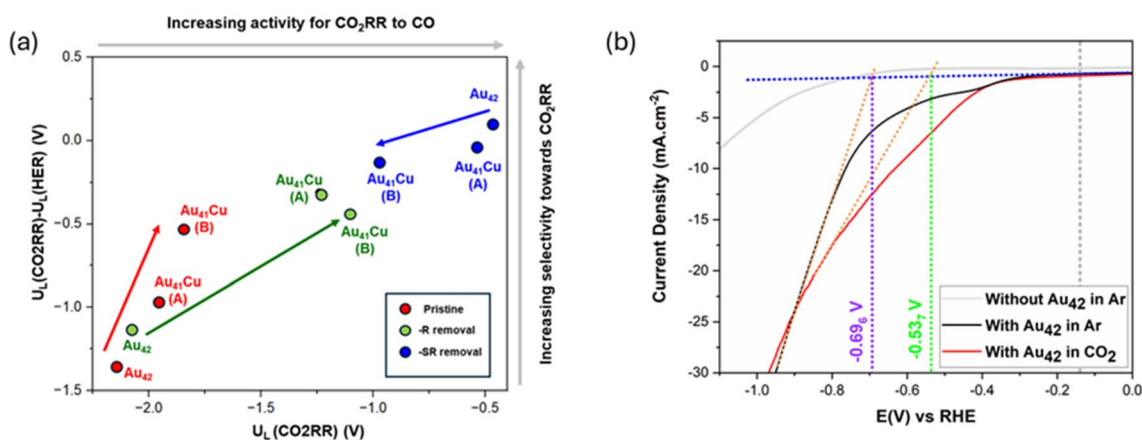 Increasing activity for CO₂RR to CO
(a)
0.5
0.0
−0.5
−1.0
−1.5
U_L(CO2RR)-U_L(HER) (V)
Au₄₂
Au₄₁Cu
(A)
Au₄₁Cu
(B)
Au₄₁Cu
(A)
Au₄₁Cu
(B)
Au₄₁Cu
(B)
Au₄₁Cu
(A)
Au₄₂
Au₄₂
Pristine
-R removal
-SR removal
−2.0
−1.5
−1.0
−0.5
U_L (CO2RR) (V)
Increasing selectivity towards CO₂RR
(b)
0
-5
-10
-15
-20
-25
-30
Current Density (mA.cm⁻²)
-0.69₆ V
-0.53₇ V
Without Au₄₂ in Ar
With Au₄₂ in Ar
With Au₄₂ in CO₂
-1.0
-0.8
-0.6
-0.4
-0.2
0.0
E(V) vs RHE